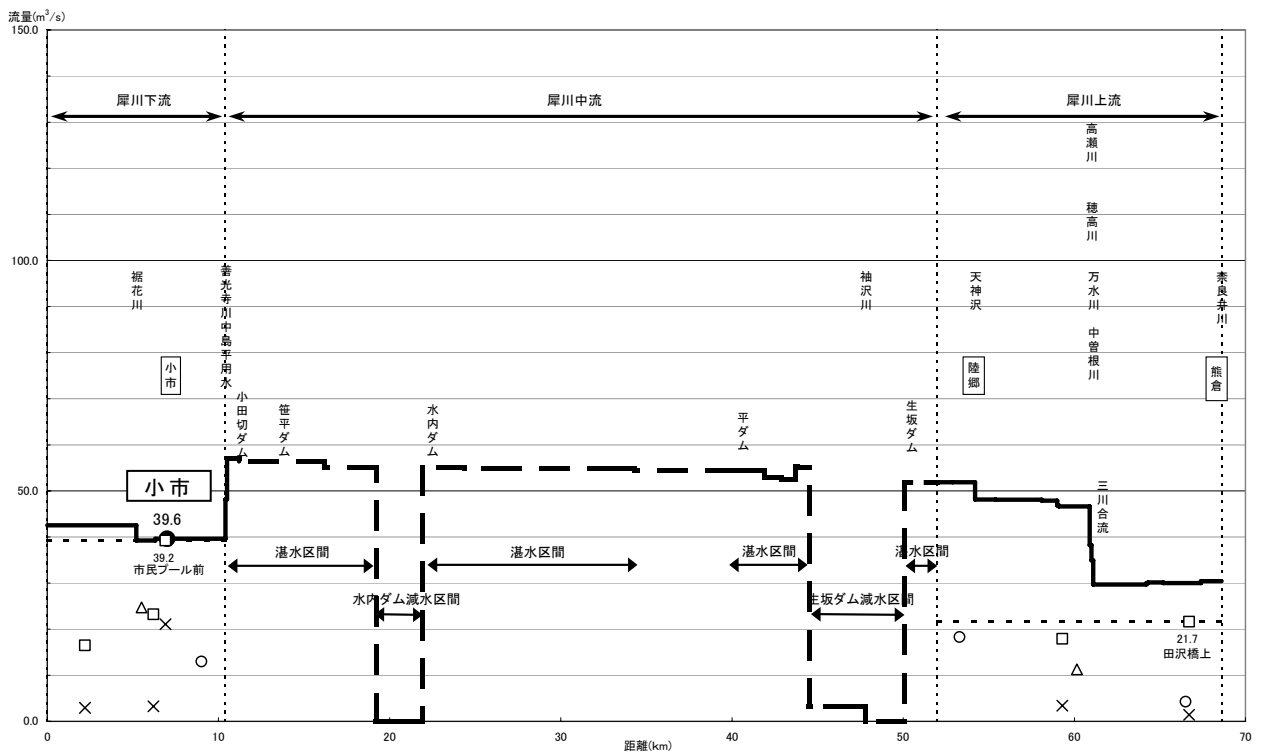 流量(m³/s)
150.0
100.0
50.0
0.0
犀川下流
犀川中流
犀川上流
高瀬川
穂高川
裾花川
善光寺川中島平用水
袖沢川
天神沢
万水川
中曽根川
奈良井川
小市
陸郷
熊倉
小田切ダム
笹平ダム
水内ダム
平ダム
生坂ダム
小市
39.6
三川合流
39.2
市民プール前
湛水区間
湛水区間
湛水区間
湛水区間
水内ダム減水区間
生坂ダム減水区間
21.7
田沢橋上
0
10
20
30
40
50
60
70
距離(km)